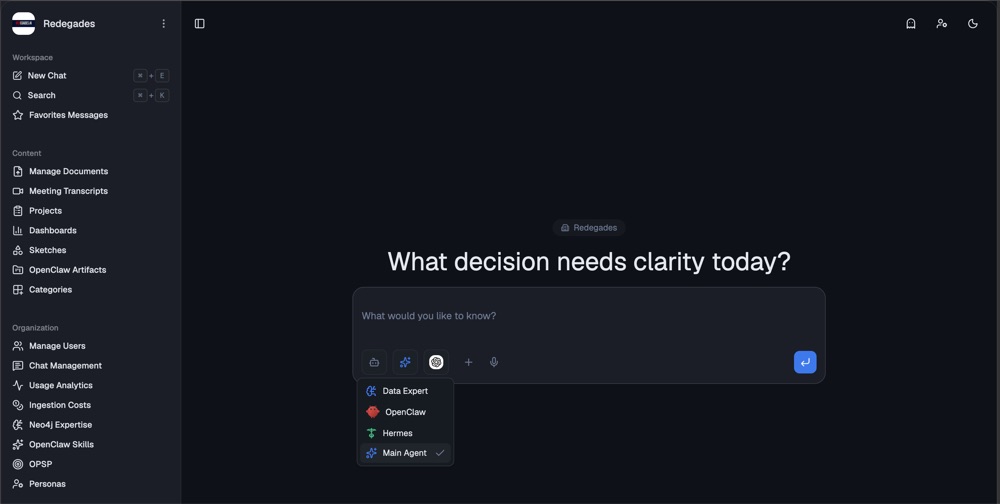 Redegades
Workspace
New Chat ⌘ + E
Search ⌘ + K
Favorites Messages
Content
Manage Documents
Meeting Transcripts
Projects
Dashboards
Sketches
OpenClaw Artifacts
Categories
Organization
Manage Users
Chat Management
Usage Analytics
Ingestion Costs
Neo4j Expertise
OpenClaw Skills
OPSP
Personas
Redegades
What decision needs clarity today?
What would you like to know?
Data Expert
OpenClaw
Hermes
Main Agent